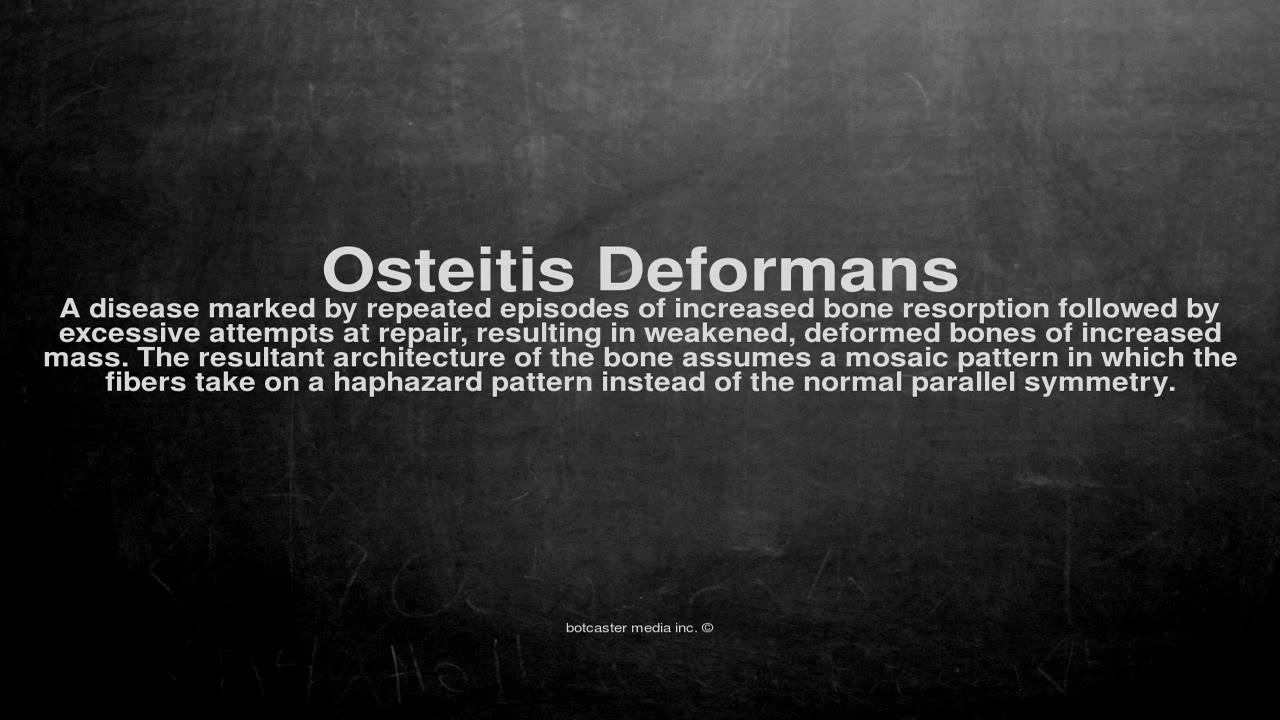 Osteitis Deformans
A disease marked by repeated episodes of increased bone resorption followed by
excessive attempts at repair, resulting in weakened, deformed bones of increased
mass. The resultant architecture of the bone assumes a mosaic pattern in which the
fibers take on a haphazard pattern instead of the normal parallel symmetry.
botcaster media inc. ©